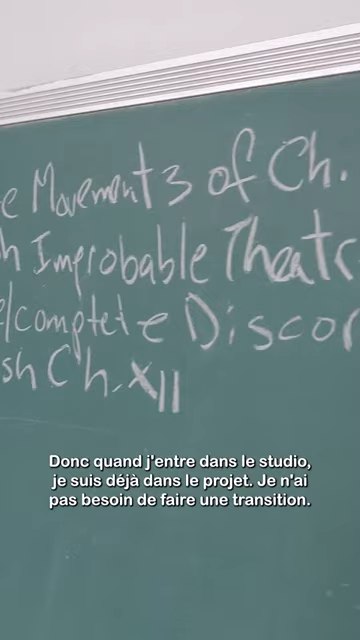 e Movement 3 of Ch.
h Improbable Theatr
/complete Discor
sh Ch. XII
Donc quand j'entre dans le studio,
je suis déjà dans le projet. Je n'ai
pas besoin de faire une transition.